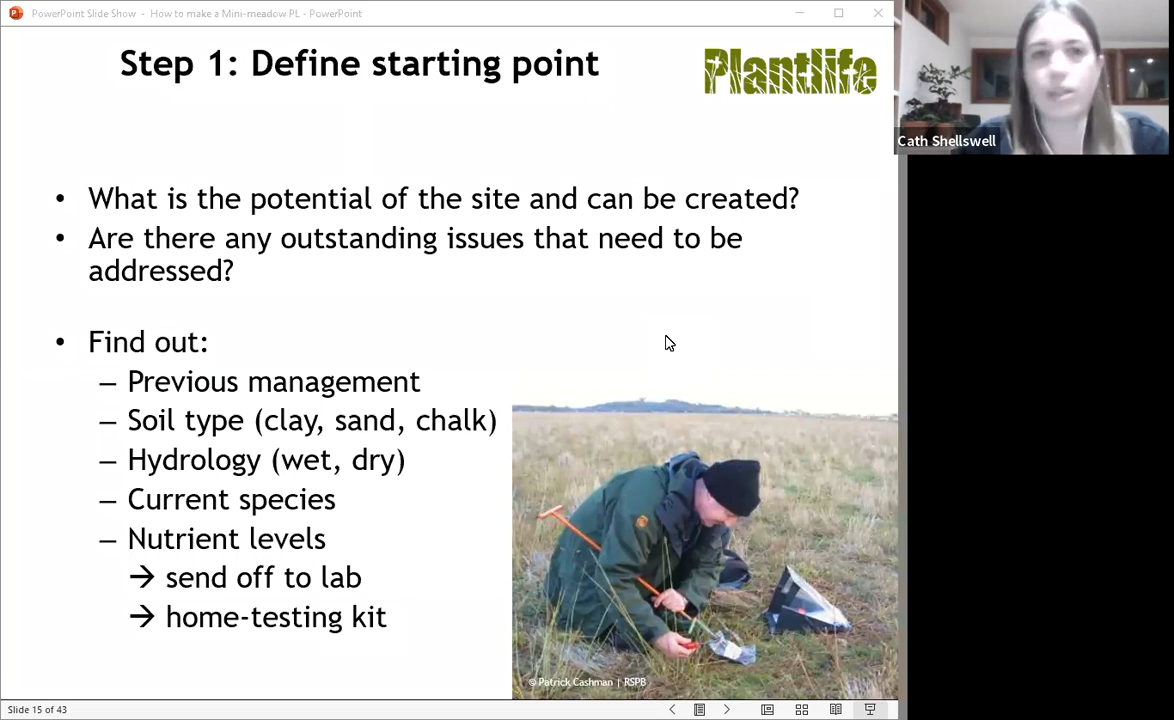 PowerPoint Slide Show - How to make a Mini-meadow PL - PowerPoint
Step 1: Define starting point
Plantlife
Cath Shellswell
• What is the potential of the site and can be created?
• Are there any outstanding issues that need to be
addressed?
• Find out:
– Previous management
– Soil type (clay, sand, chalk)
– Hydrology (wet, dry)
– Current species
– Nutrient levels
→ send off to lab
→ home-testing kit
© Patrick Cashman | RSPB
Slide 15 of 43